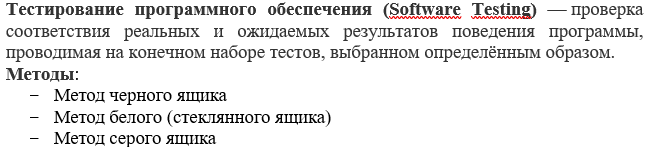 Тестирование программного обеспечения (Software Testing) — проверка
соответствия реальных и ожидаемых результатов поведения программы,
проводимая на конечном наборе тестов, выбранном определённым образом.
Методы:
− Метод черного ящика
− Метод белого (стеклянного ящика)
− Метод серого ящика